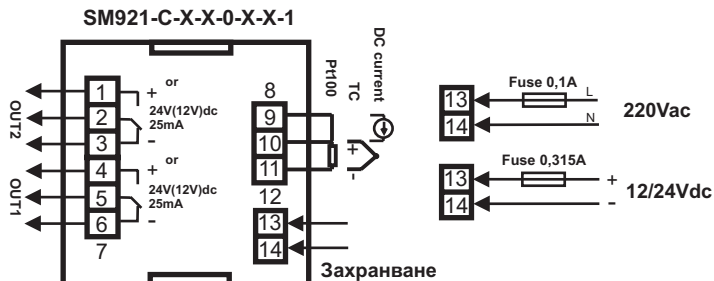 SM921-C-X-X-0-X-X-1
OUT2
OUT1
1
2
3
4
5
6
7
+
or
24V(12V)dc
25mA
-
+
or
24V(12V)dc
25mA
-
8
9
10
11
12
13
14
Pt100
TC
DC current
+
-
Захранване
13
14
Fuse 0,1A
L
N
220Vac
13
14
Fuse 0,315A
+
-
12/24Vdc